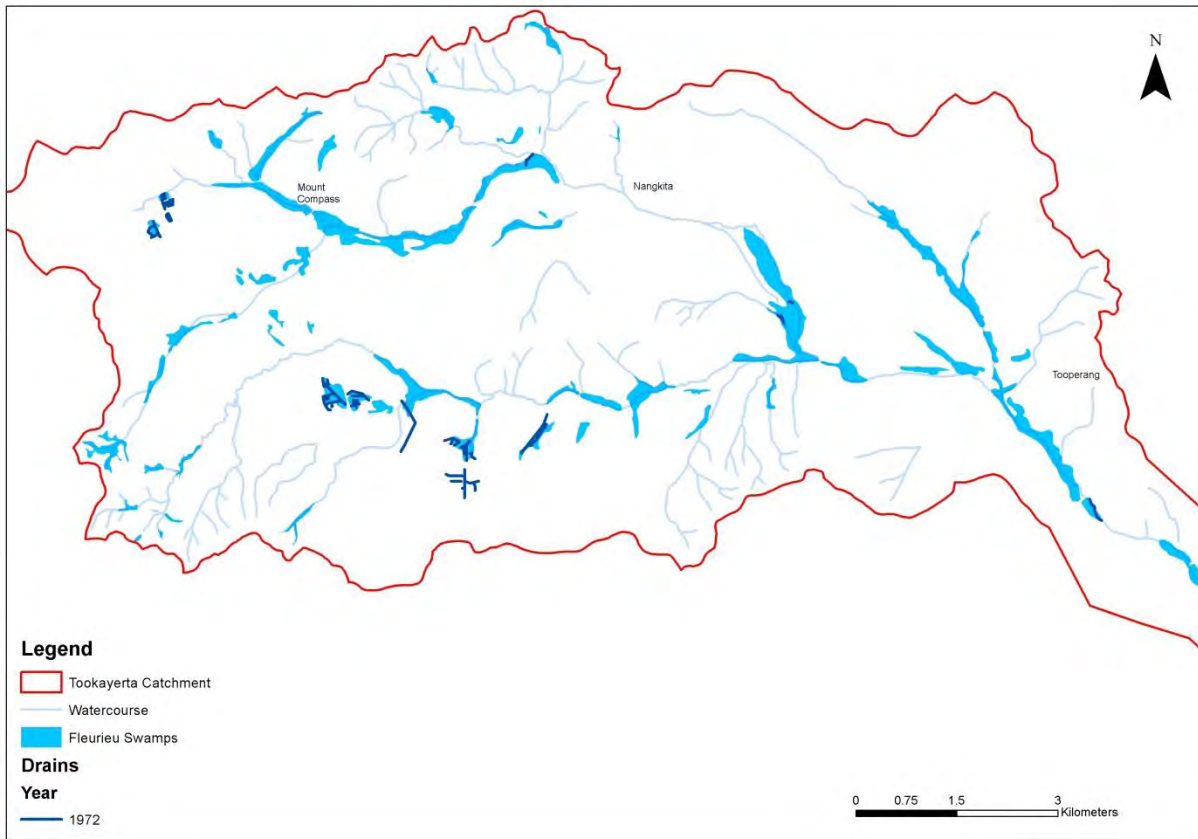 N
Mount
Compass
Nangkita
Tooperang
Legend
Tookayerta Catchment
Watercourse
Fleurieu Swamps
Drains
Year
1972
0 0.75 1.5 3
Kilometers